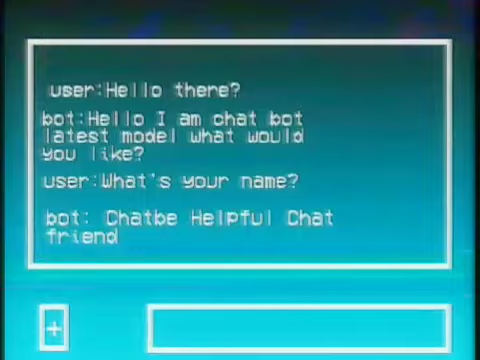 user:Hello there?
bot:Hello I am chat bot
latest model what would
you like?
user:What's your name?
bot: Chatbe Helpful Chat
friend
+